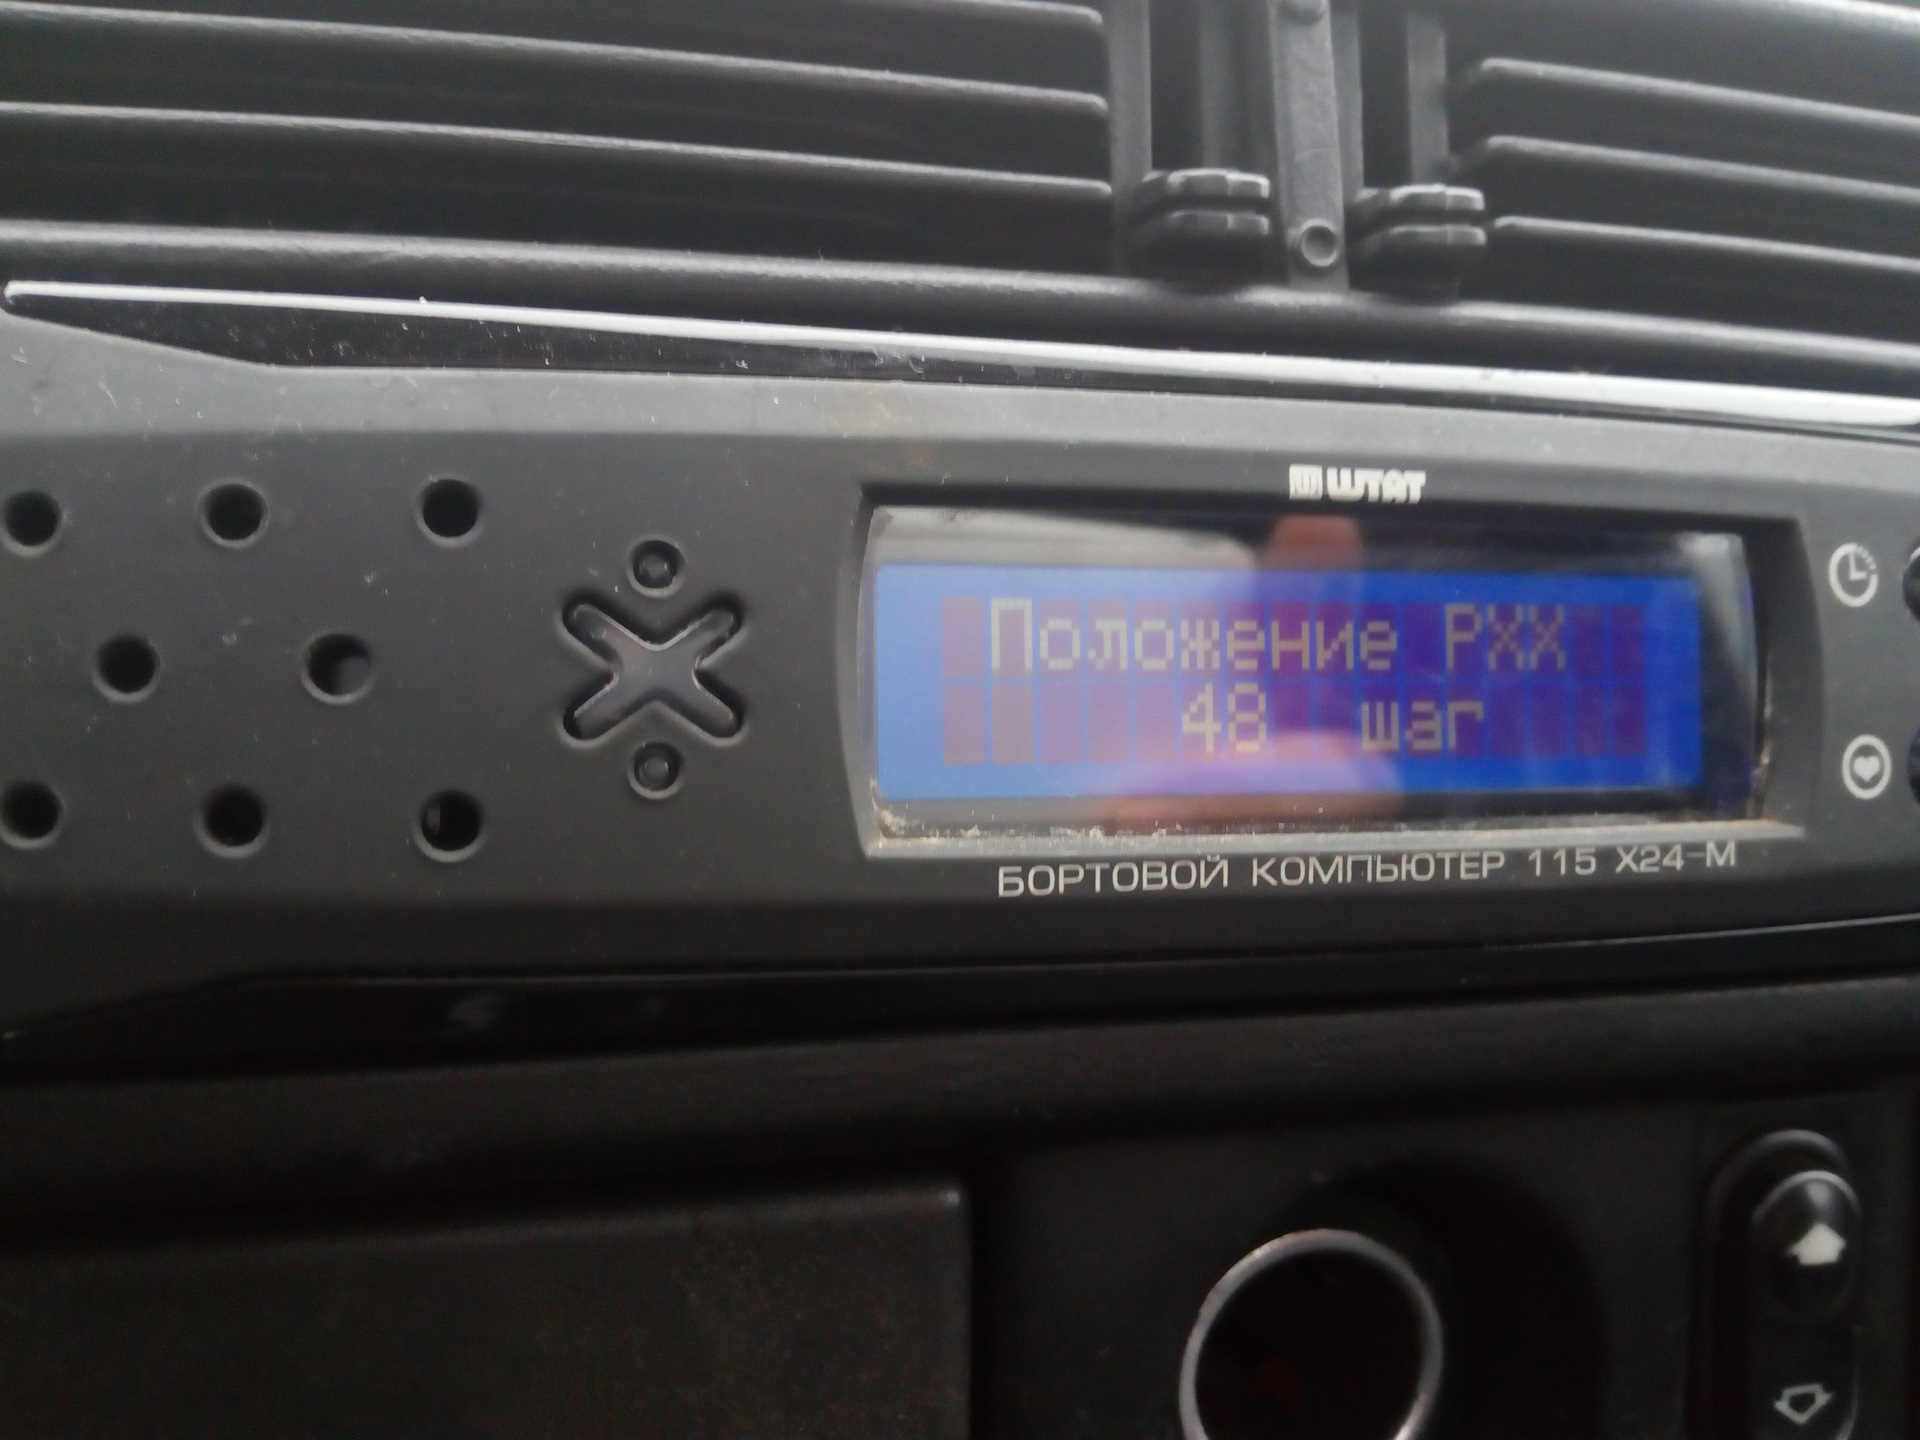 ШТАТ
Положение РХХ
48 шаг
БОРТОВОЙ КОМПЬЮТЕР 115 X24-М